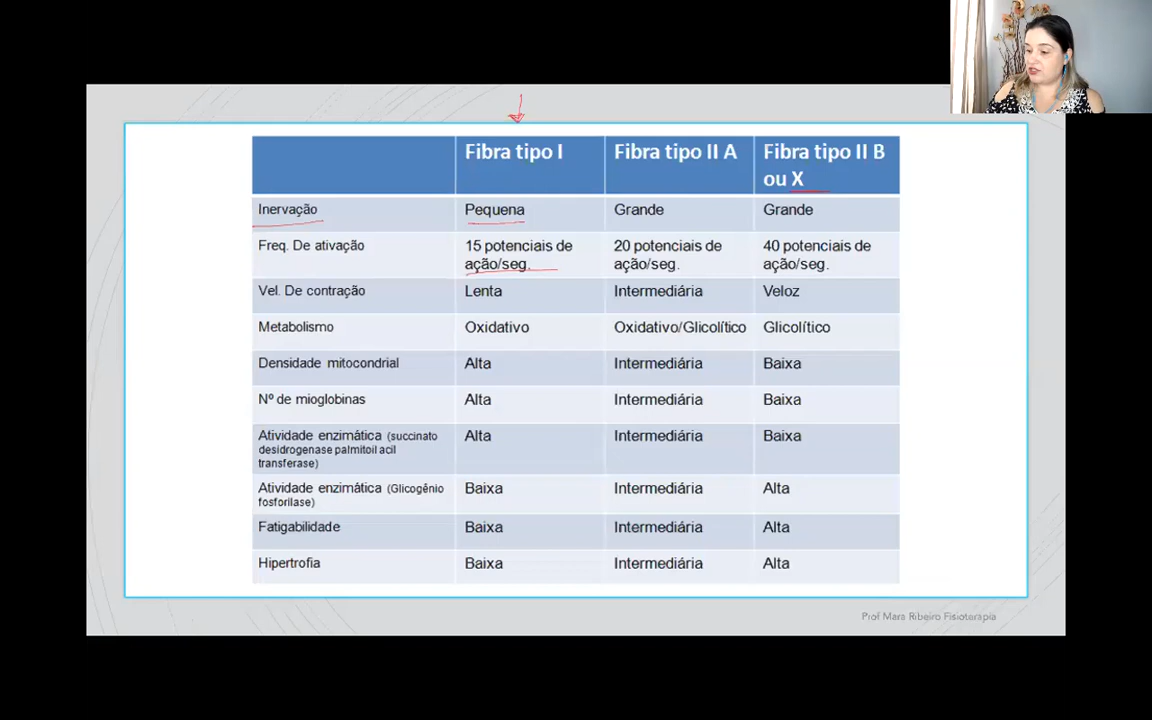 Fibra tipo I Fibra tipo II A Fibra tipo II B
ou X
Inervação Pequena Grande Grande
Freq. De ativação 15 potenciais de 20 potenciais de 40 potenciais de
ação/seg. ação/seg. ação/seg.
Vel. De contração Lenta Intermediária Veloz
Metabolismo Oxidativo Oxidativo/Glicolítico Glicolítico
Densidade mitocondrial Alta Intermediária Baixa
Nº de mioglobinas Alta Intermediária Baixa
Atividade enzimática (succinato Alta Intermediária Baixa
desidrogenase palmitoil acil
transferase)
Atividade enzimática (Glicogênio Baixa Intermediária Alta
fosforilase)
Fatigabilidade Baixa Intermediária Alta
Hipertrofia Baixa Intermediária Alta
Prof Mara Ribeiro Fisioterapia